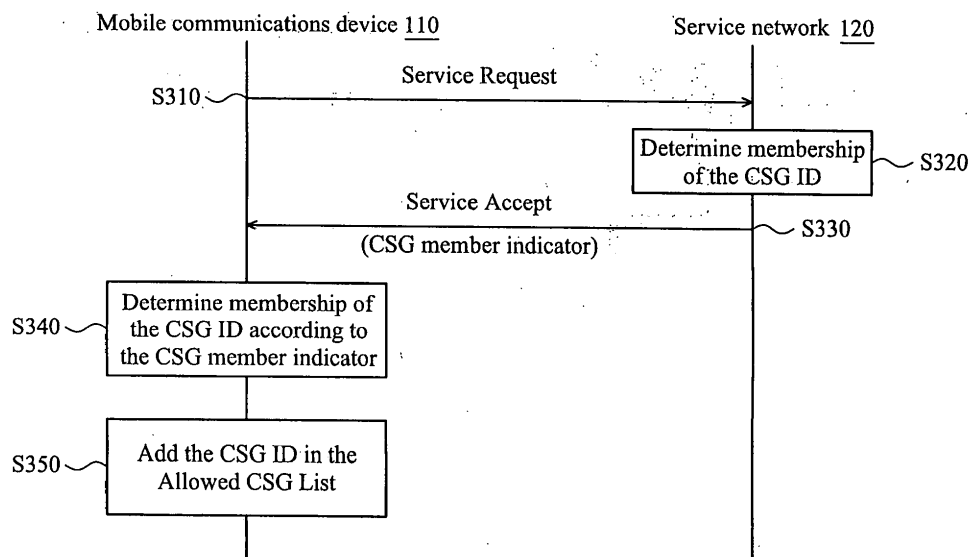 Mobile communications device 110
Service network 120
Service Request
S310
Determine membership
of the CSG ID
S320
Service Accept
(CSG member indicator)
S330
Determine membership of
the CSG ID according to
the CSG member indicator
S340
Add the CSG ID in the
Allowed CSG List
S350